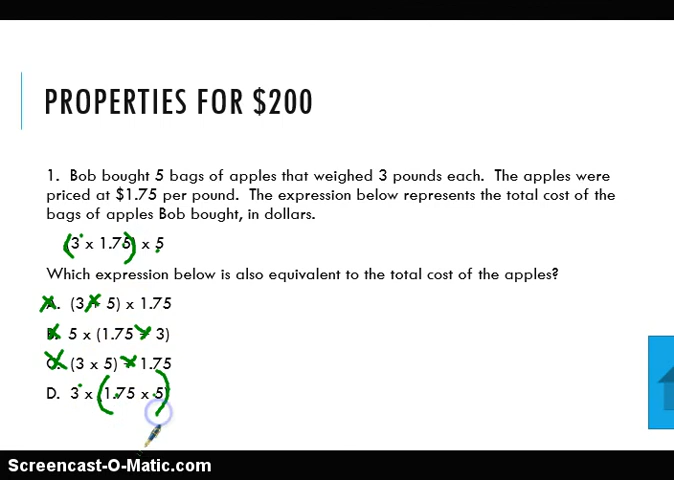 PROPERTIES FOR $200
1. Bob bought 5 bags of apples that weighed 3 pounds each. The apples were
priced at $1.75 per pound. The expression below represents the total cost of the
bags of apples Bob bought, in dollars.
(3 x 1.75) x 5
Which expression below is also equivalent to the total cost of the apples?
A. (3 + 5) x 1.75
B. 5 x (1.75 + 3)
C. (3 x 5) + 1.75
D. 3 x (1.75 x 5)
Screencast-O-Matic.com